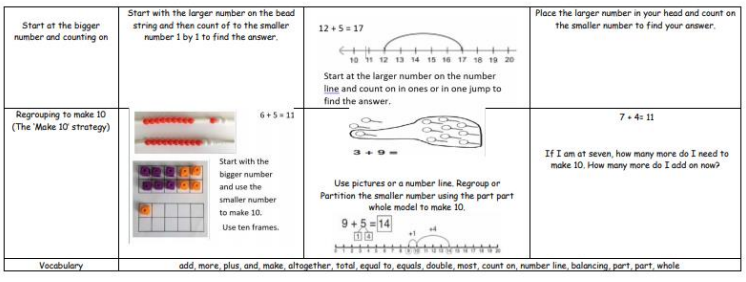 Start at the bigger
number and counting on
Start with the larger number on the bead
string and then count of to the smaller
number 1 by 1 to find the answer.
12 + 5 = 17
10 11 12 13 14 15 16 17 18 19 20
Start at the larger number on the number
line and count on in ones or in one jump to
find the answer.
Place the larger number in your head and count on
the smaller number to find your answer.
Regrouping to make 10
(The 'Make 10' strategy)
6 + 5 = 11
Start with the
bigger number
and use the
smaller number
to make 10.
Use ten frames.
3 + 9 =
Use pictures or a number line. Regroup or
Partition the smaller number using the part part
whole model to make 10.
9 + 5 = 14
1 4
+1 +4
7 + 4= 11
If I am at seven, how many more do I need to
make 10. How many more do I add on now?
Vocabulary
add, more, plus, and, make, altogether, total, equal to, equals, double, most, count on, number line, balancing, part, part, whole